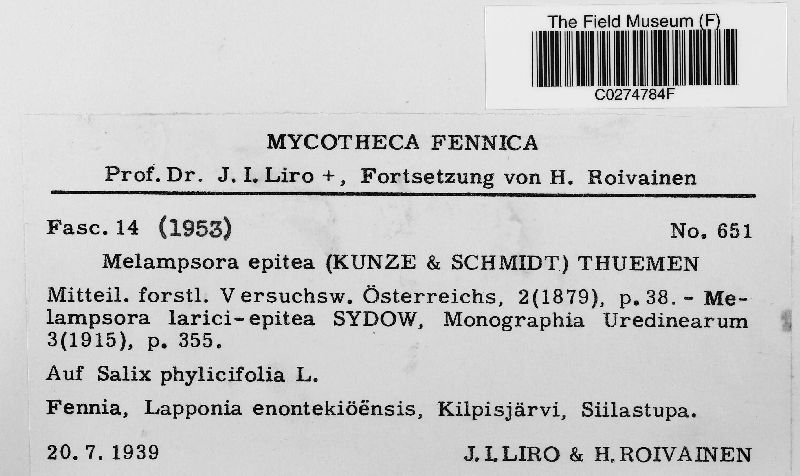 The Field Museum (F)
C0274784F
MYCOTHECA FENNICA
Prof. Dr. J. I. Liro +, Fortsetzung von H. Roivainen
Fasc. 14 (1953) No. 651
Melampsora epitea (KUNZE & SCHMIDT) THUEMEN
Mitteil. forstl. Versuchsw. Österreichs, 2(1879), p. 38. - Me-
lampsora larici-epitea SYDOW, Monographia Uredinearum
3(1915), p. 355.
Auf Salix phylicifolia L.
Fennia, Lapponia enontekiöënsis, Kilpisjärvi, Siilastupa.
20. 7. 1939 J. I. LIRO & H. ROIVAINEN